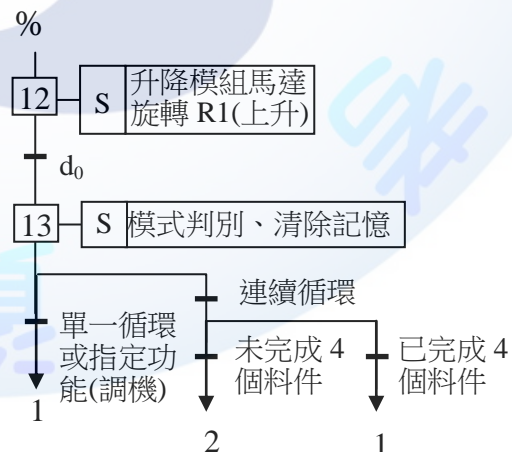 %
12
S
升降模組馬達
旋轉 R1(上升)
d₀
13
S
模式判別、清除記憶
連續循環
單一循環
或指定功
能(調機)
未完成 4
個料件
已完成 4
個料件
1
2
1